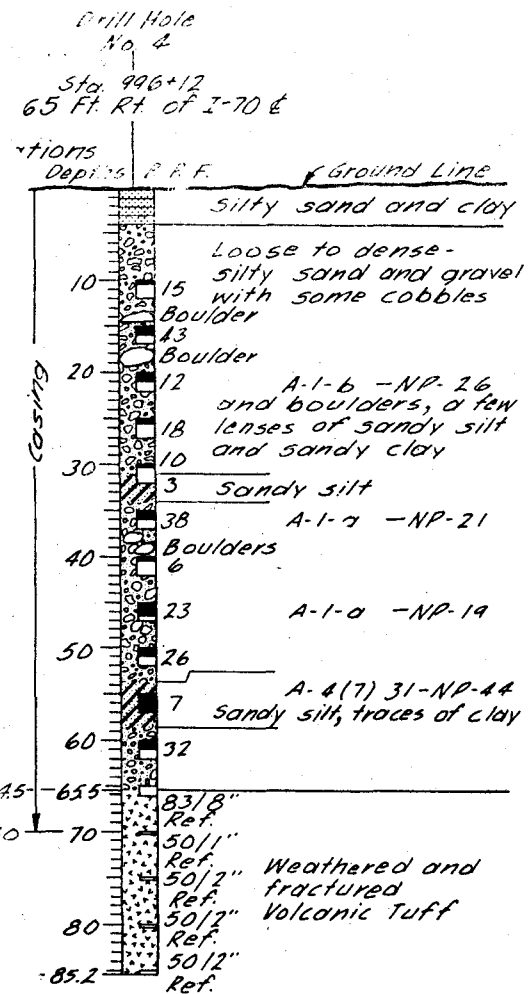 Drill Hole
No. 4
Sta. 996+12
65 Ft. Rt. of I-70 ℄
Depths P.R.F.
Ground Line
Silty sand and clay
Loose to dense-
silty sand and gravel
with some cobbles
10
15
Boulder
43
Boulder
20
12
A-1-b -NP-26
and boulders, a few
lenses of sandy silt
and sandy clay
18
Casing
30
10
3
Sandy silt
38
A-1-a -NP-21
Boulders
40
6
23
A-1-a -NP-19
50
26
A-4(7) 31-NP-44
7
Sandy silt, traces of clay
60
32
65.5
83/8"
Ref.
70
50/1"
Ref.
50/2"
Ref.
Weathered and
fractured
Volcanic Tuff
80
50/2"
Ref.
85.2
50/2"
Ref.